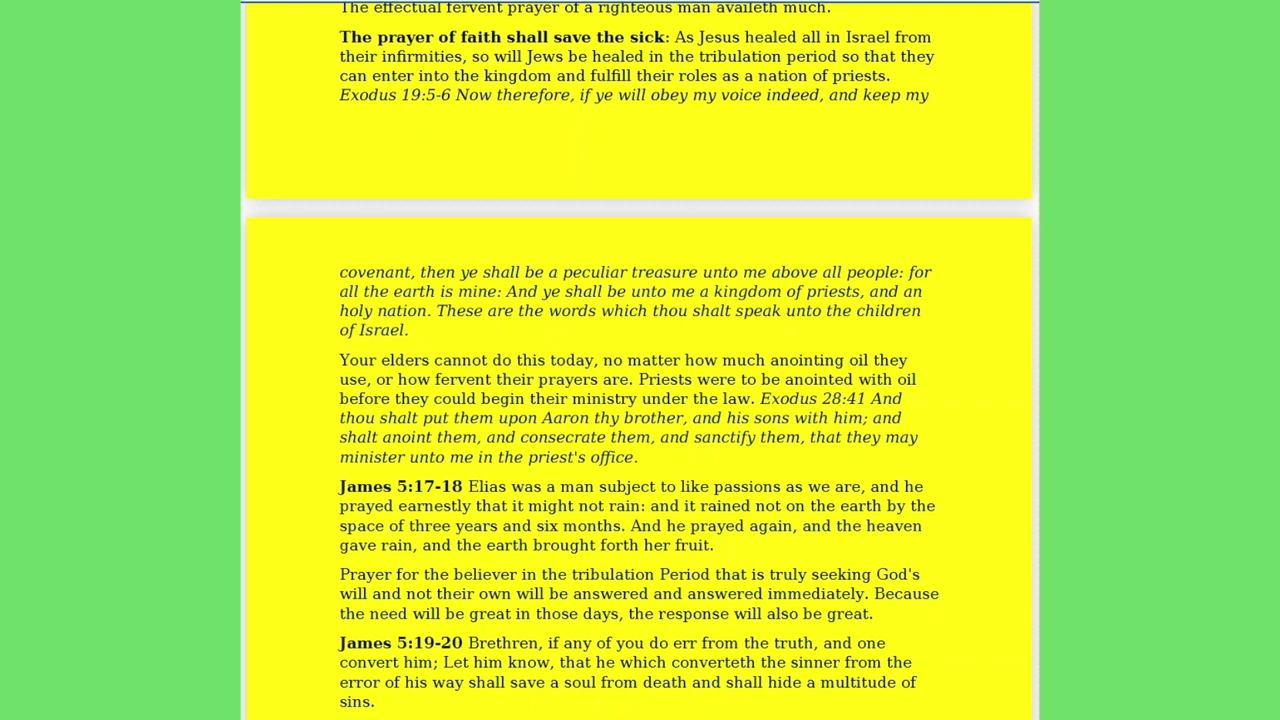 The effectual fervent prayer of a righteous man availeth much.
The prayer of faith shall save the sick: As Jesus healed all in Israel from
their infirmities, so will Jews be healed in the tribulation period so that they
can enter into the kingdom and fulfill their roles as a nation of priests.
Exodus 19:5-6 Now therefore, if ye will obey my voice indeed, and keep my
covenant, then ye shall be a peculiar treasure unto me above all people: for
all the earth is mine: And ye shall be unto me a kingdom of priests, and an
holy nation. These are the words which thou shalt speak unto the children
of Israel.
Your elders cannot do this today, no matter how much anointing oil they
use, or how fervent their prayers are. Priests were to be anointed with oil
before they could begin their ministry under the law. Exodus 28:41 And
thou shalt put them upon Aaron thy brother, and his sons with him; and
shalt anoint them, and consecrate them, and sanctify them, that they may
minister unto me in the priest's office.
James 5:17-18 Elias was a man subject to like passions as we are, and he
prayed earnestly that it might not rain: and it rained not on the earth by the
space of three years and six months. And he prayed again, and the heaven
gave rain, and the earth brought forth her fruit.
Prayer for the believer in the tribulation Period that is truly seeking God's
will and not their own will be answered and answered immediately. Because
the need will be great in those days, the response will also be great.
James 5:19-20 Brethren, if any of you do err from the truth, and one
convert him; Let him know, that he which converteth the sinner from the
error of his way shall save a soul from death and shall hide a multitude of
sins.